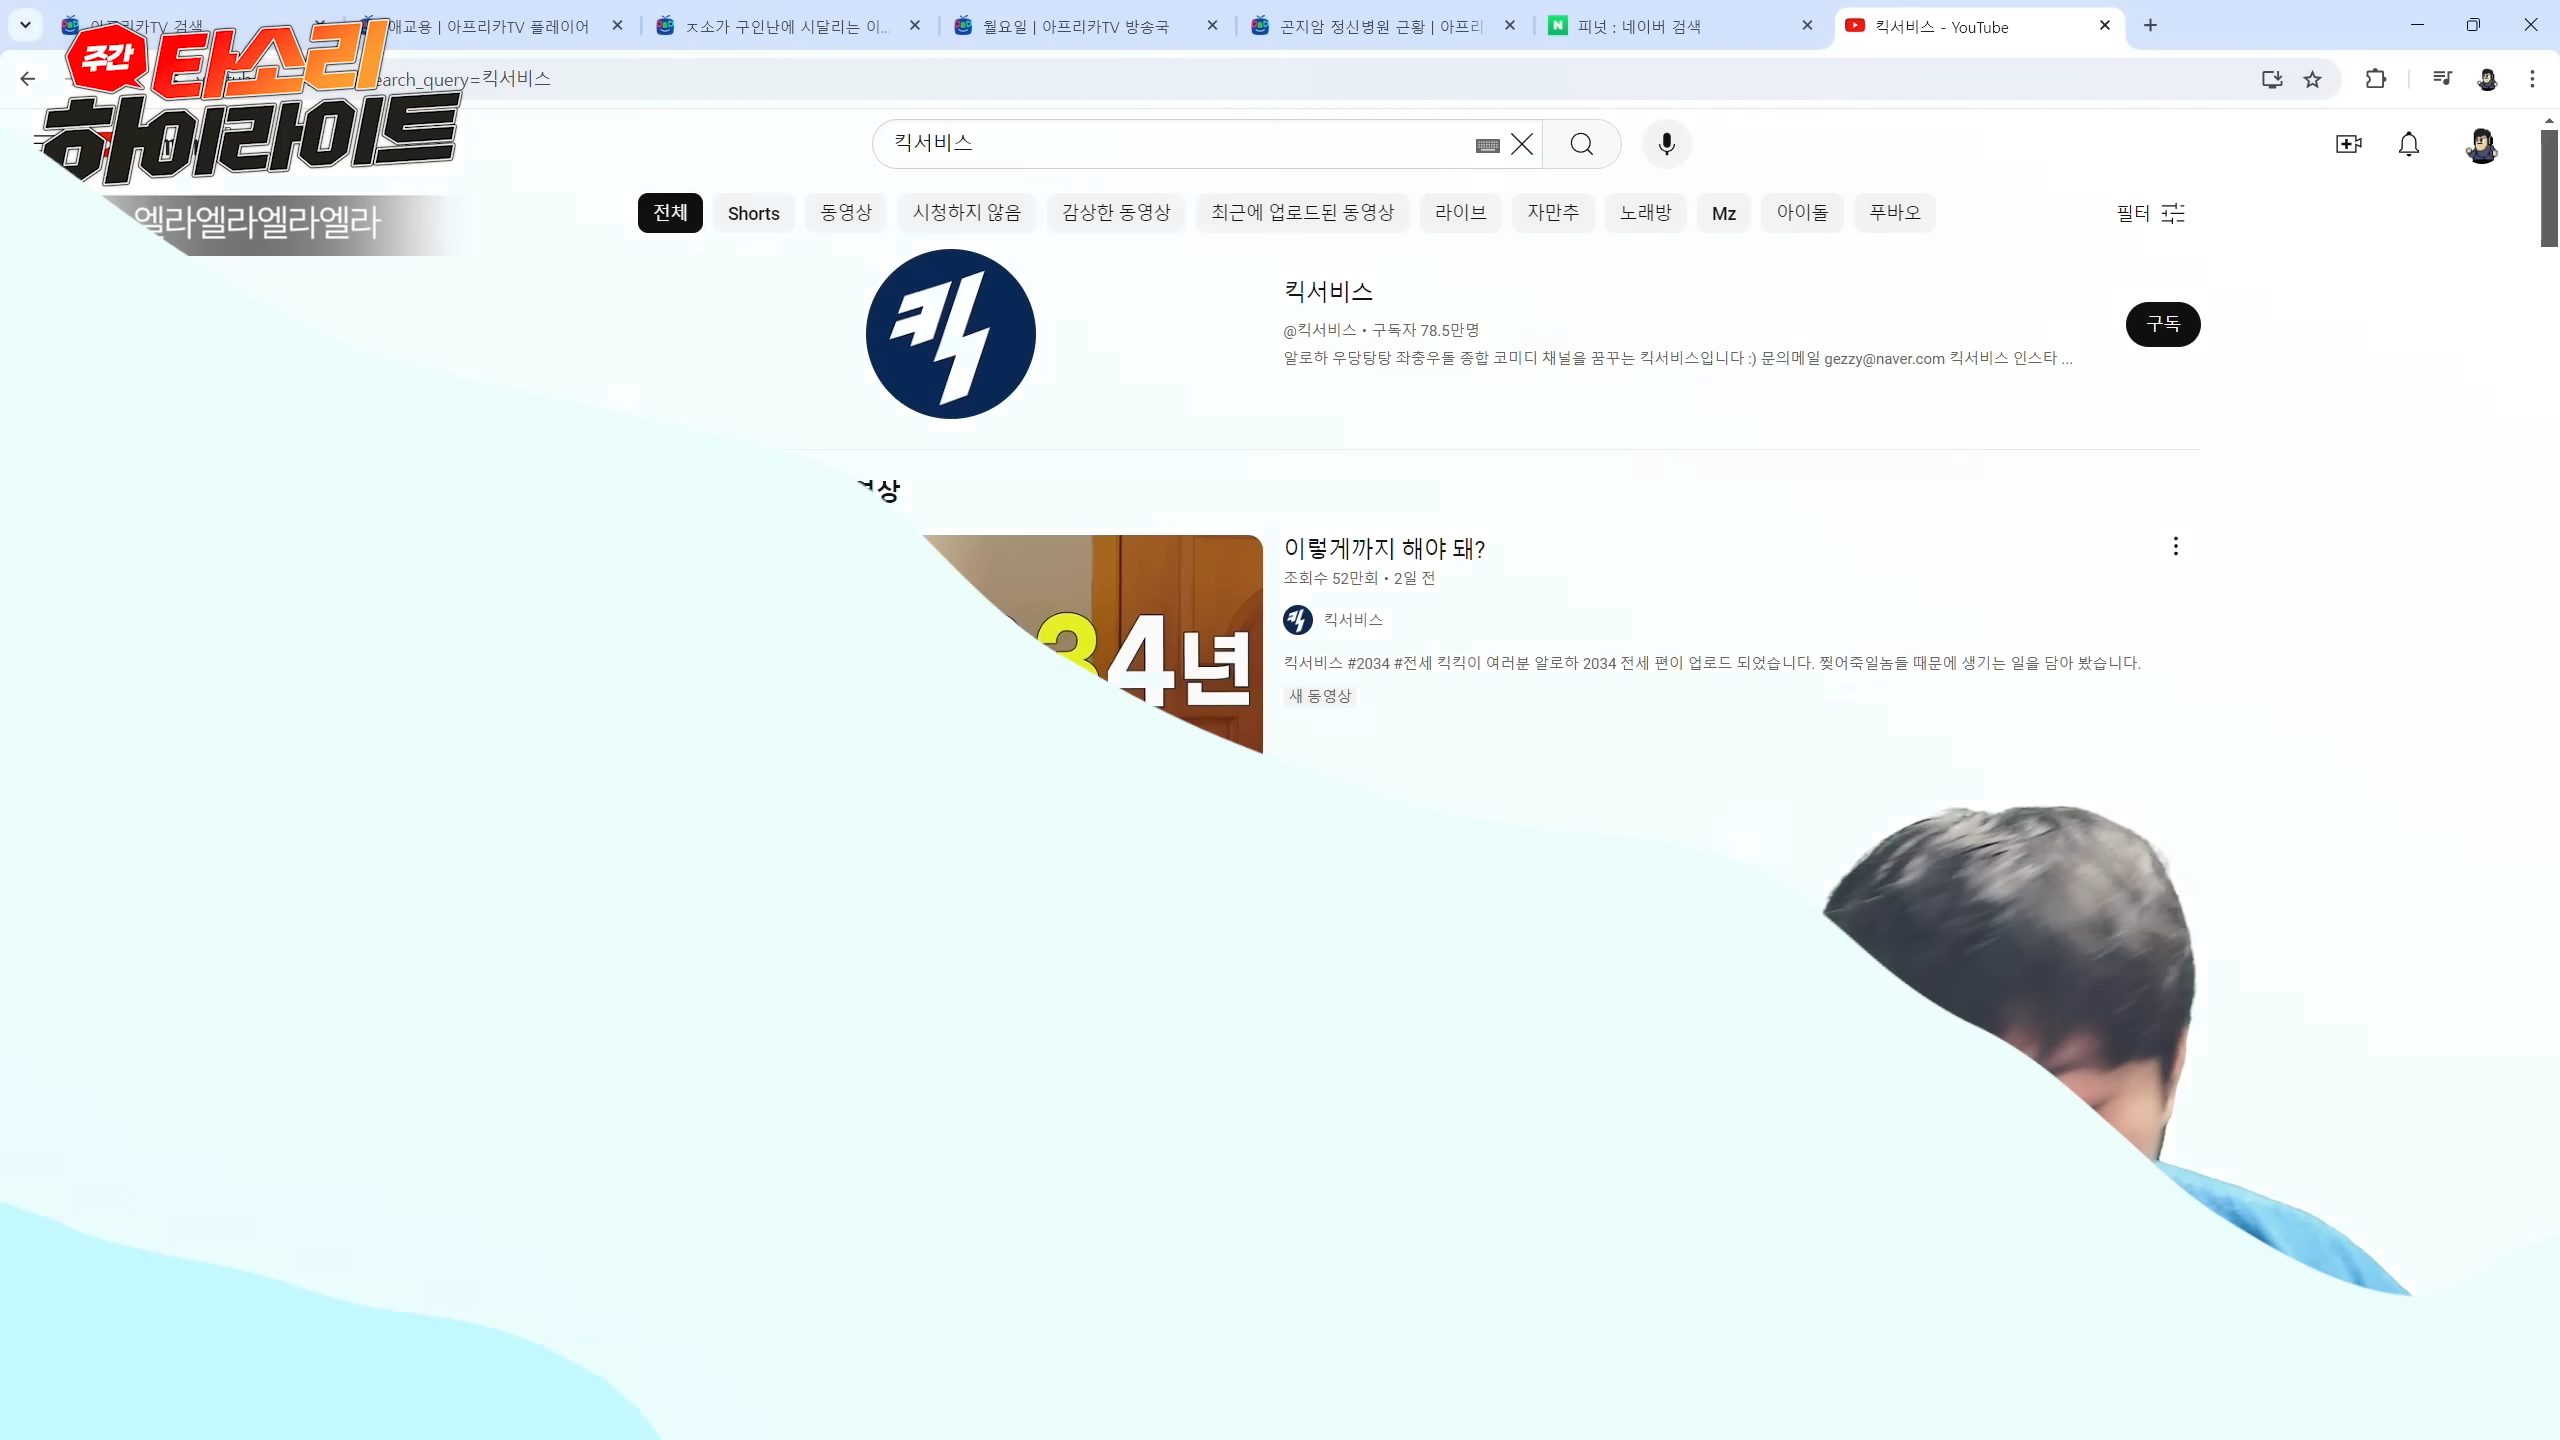 애교용 | 아프리카TV 플레이어
ㅈ소가 구인난에 시달리는 이...
월요일 | 아프리카TV 방송국
곤지암 정신병원 근황 | 아프리
피넛 : 네이버 검색
킥서비스 - YouTube
earch_query=킥서비스
주간
타소리
하이라이트
엘라엘라엘라엘라
킥서비스
전체
Shorts
동영상
시청하지 않음
감상한 동영상
최근에 업로드된 동영상
라이브
자만추
노래방
Mz
아이돌
푸바오
필터
킥
킥서비스
@킥서비스 • 구독자 78.5만명
알로하 우당탕탕 좌충우돌 종합 코미디 채널을 꿈꾸는 킥서비스입니다 :) 문의메일 gezzy@naver.com 킥서비스 인스타 ...
구독
영상
34년
이렇게까지 해야 돼?
조회수 52만회 • 2일 전
킥서비스
킥서비스 #2034 #전세 킥킥이 여러분 알로하 2034 전세 편이 업로드 되었습니다. 찢어죽일놈들 때문에 생기는 일을 담아 봤습니다.
새 동영상